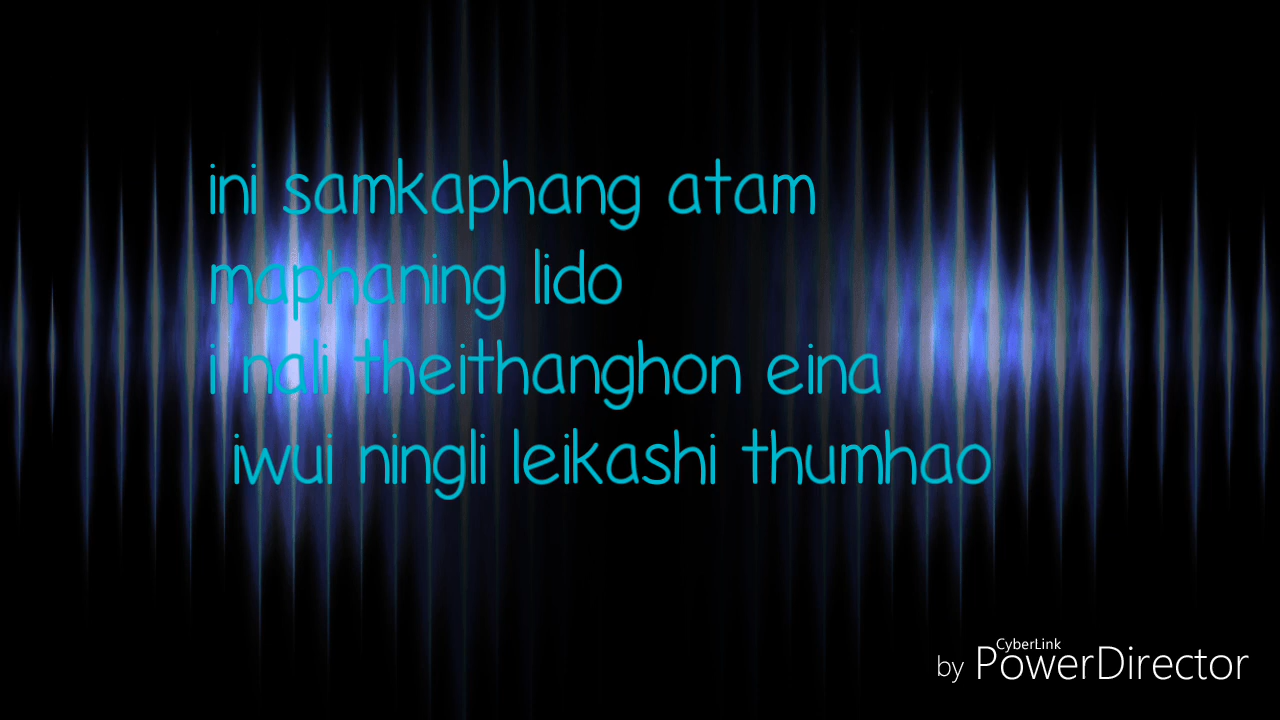 ini samkaphang atam
maphaning lido
i nali theithanghon eina
iwui ningli leikashi thumhao
CyberLink
by PowerDirector